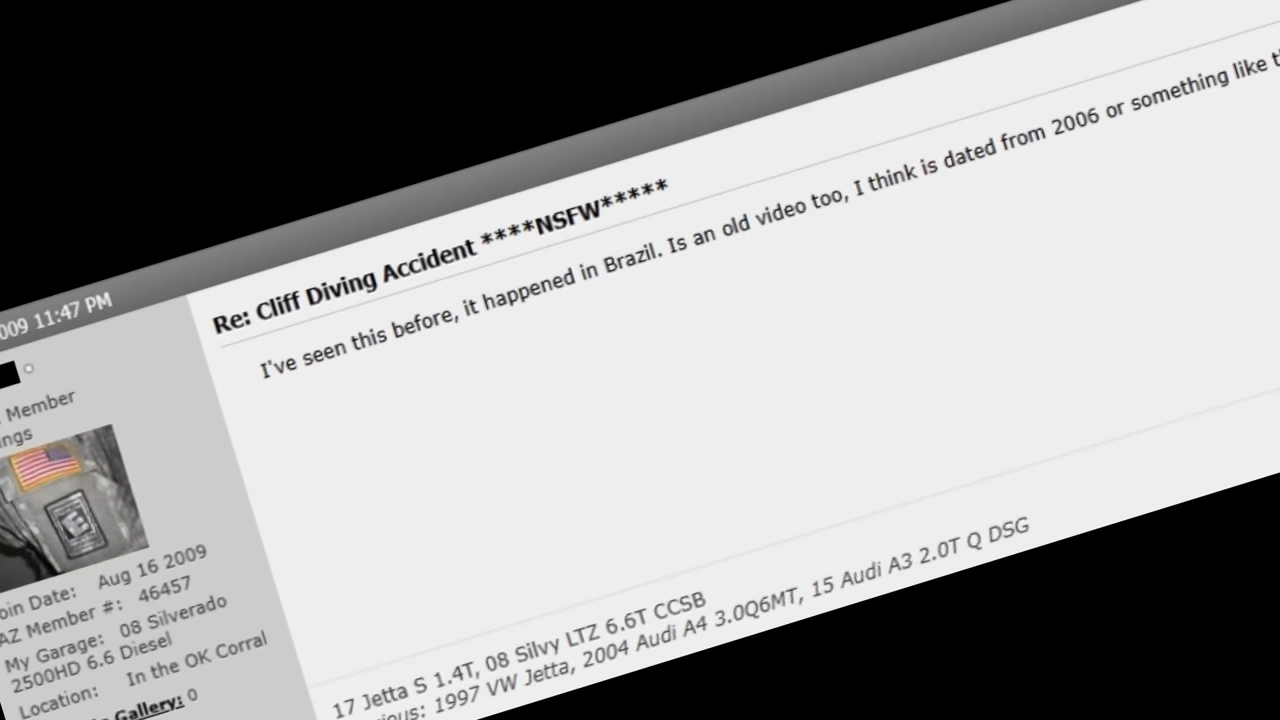 009 11:47 PM
Member
Re: Cliff Diving Accident ****NSFW*****
I've seen this before, it happened in Brazil. Is an old video too, I think is dated from 2006 or something like
Join Date: Aug 16 2009
AZ Member #: 46457
My Garage: 08 Silverado
2500HD 6.6 Diesel
Location: In the OK Corral
Gallery: 0
17 Jetta S 1.4T, 08 Silvy LTZ 6.6T CCSB
1997 VW Jetta, 2004 Audi A4 3.0Q6MT, 15 Audi A3 2.0T Q DSG